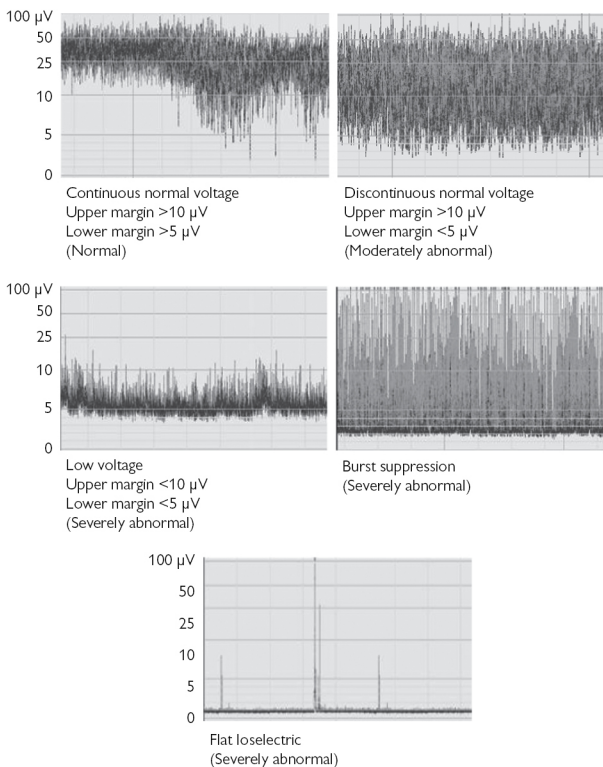 100 µV
50
25
10
5
0
Continuous normal voltage
Upper margin >10 µV
Lower margin >5 µV
(Normal)
Discontinuous normal voltage
Upper margin >10 µV
Lower margin <5 µV
(Moderately abnormal)
100 µV
50
25
10
5
0
Low voltage
Upper margin <10 µV
Lower margin <5 µV
(Severely abnormal)
Burst suppression
(Severely abnormal)
100 µV
50
25
10
5
0
Flat loselectric
(Severely abnormal)